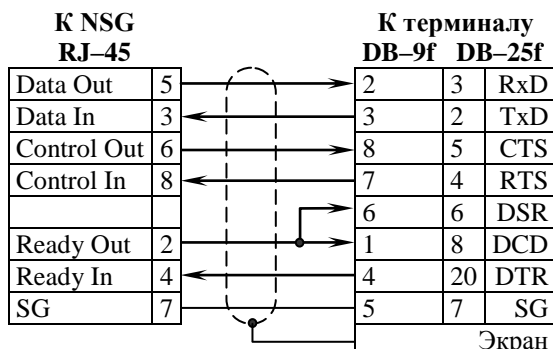 К NSG К терминалу
RJ–45 DB–9f DB–25f
Data Out 5 2 3 RxD
Data In 3 3 2 TxD
Control Out 6 8 5 CTS
Control In 8 7 4 RTS
6 6 DSR
Ready Out 2 1 8 DCD
Ready In 4 4 20 DTR
SG 7 5 7 SG
Экран